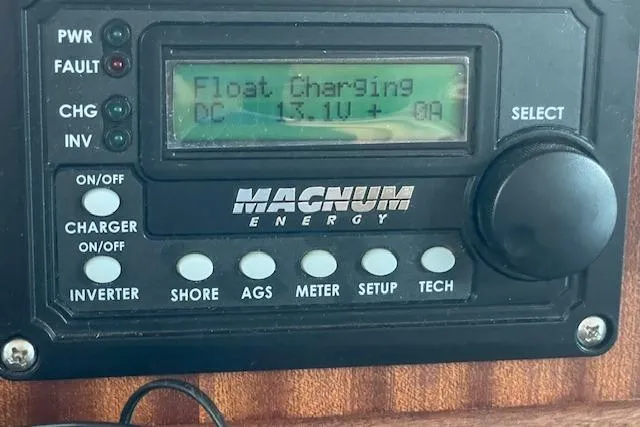 PWR
FAULT
CHG
INV
Float Charging
DC 13.1V + 0A
SELECT
ON/OFF
CHARGER
ON/OFF
INVERTER
MAGNUM
ENERGY
SHORE
AGS
METER
SETUP
TECH